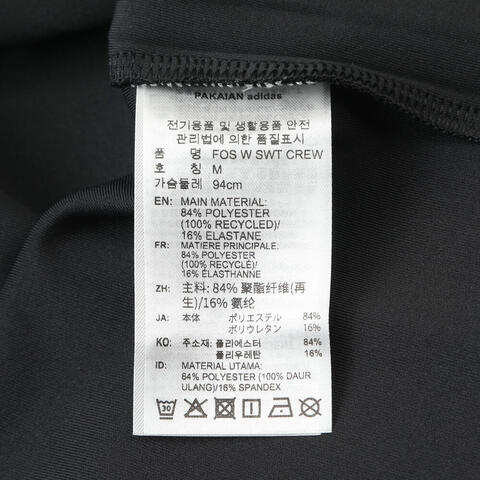 PAKAIAN adidas
전기용품 및 생활용품 안전
관리법에 의한 품질표시
품 명 FOS W SWT CREW
호 칭 M
가슴둘레 94cm
EN: MAIN MATERIAL:
84% POLYESTER
(100% RECYCLED)/
16% ELASTANE
FR: MATIERE PRINCIPALE:
84% POLYESTER
(100% RECYCLÉ)/
16% ÉLASTHANNE
ZH: 主料: 84% 聚酯纤维(再
生)/16% 氨纶
JA: 本体 ポリエステル 84%
ポリウレタン 16%
KO: 주소재: 폴리에스터 84%
폴리우레탄 16%
ID: MATERIAL UTAMA:
84% POLYESTER (100% DAUR
ULANG)/16% SPANDEX
30